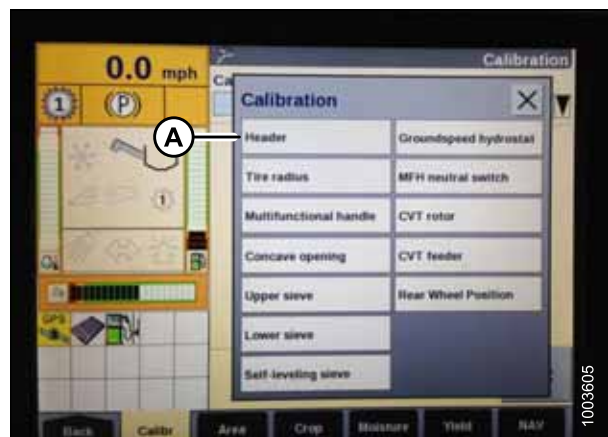 0.0 mph
Calibration
Ca
1
(P)
Calibration
A
Header
Groundspeed hydrostat
Tire radius
MFH neutral switch
1
Multifunctional handle
CVT rotor
Concave opening
CVT feeder
Upper sieve
Rear Wheel Position
Lower sieve
GPS
Self-leveling sieve
Back
Calibr
Area
Crop
Moisture
Yield
NAV
1003605